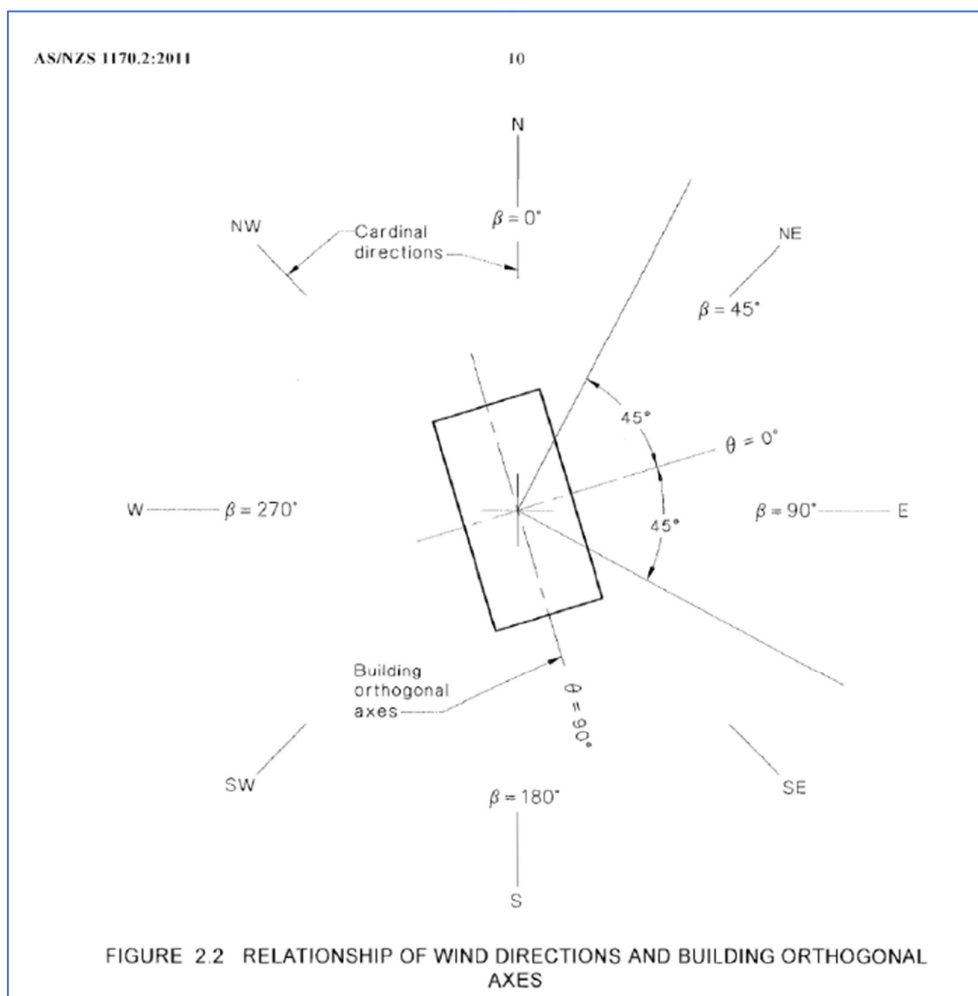 AS/NZS 1170.2:2011
10
N
β = 0°
NW
Cardinal
directions
NE
β = 45°
45°
θ = 0°
W
β = 270°
45°
β = 90°
E
Building
orthogonal
axes
θ = 90°
SW
β = 180°
SE
S
FIGURE 2.2 RELATIONSHIP OF WIND DIRECTIONS AND BUILDING ORTHOGONAL
AXES